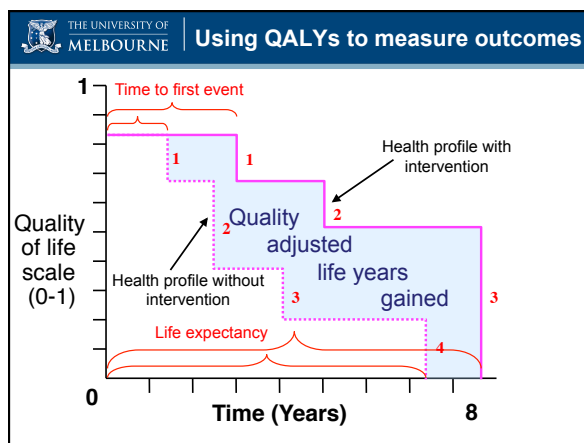 THE UNIVERSITY OF
MELBOURNE
Using QALYs to measure outcomes
1
Time to first event
1
1
Health profile with
intervention
2
Quality
of life
scale
(0-1)
2
Quality
adjusted
life years
gained
Health profile without
intervention
3
3
Life expectancy
4
0
Time (Years)
8